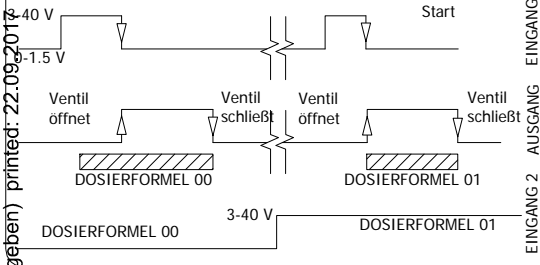 3-40 V
0-1.5 V
Start
EINGANG
Ventil
öffnet
Ventil
schließt
Ventil
öffnet
Ventil
schließt
AUSGANG
DOSIERFORMEL 00
DOSIERFORMEL 01
3-40 V
DOSIERFORMEL 00
DOSIERFORMEL 01
EINGANG 2
geben) printed: 22.09.2017